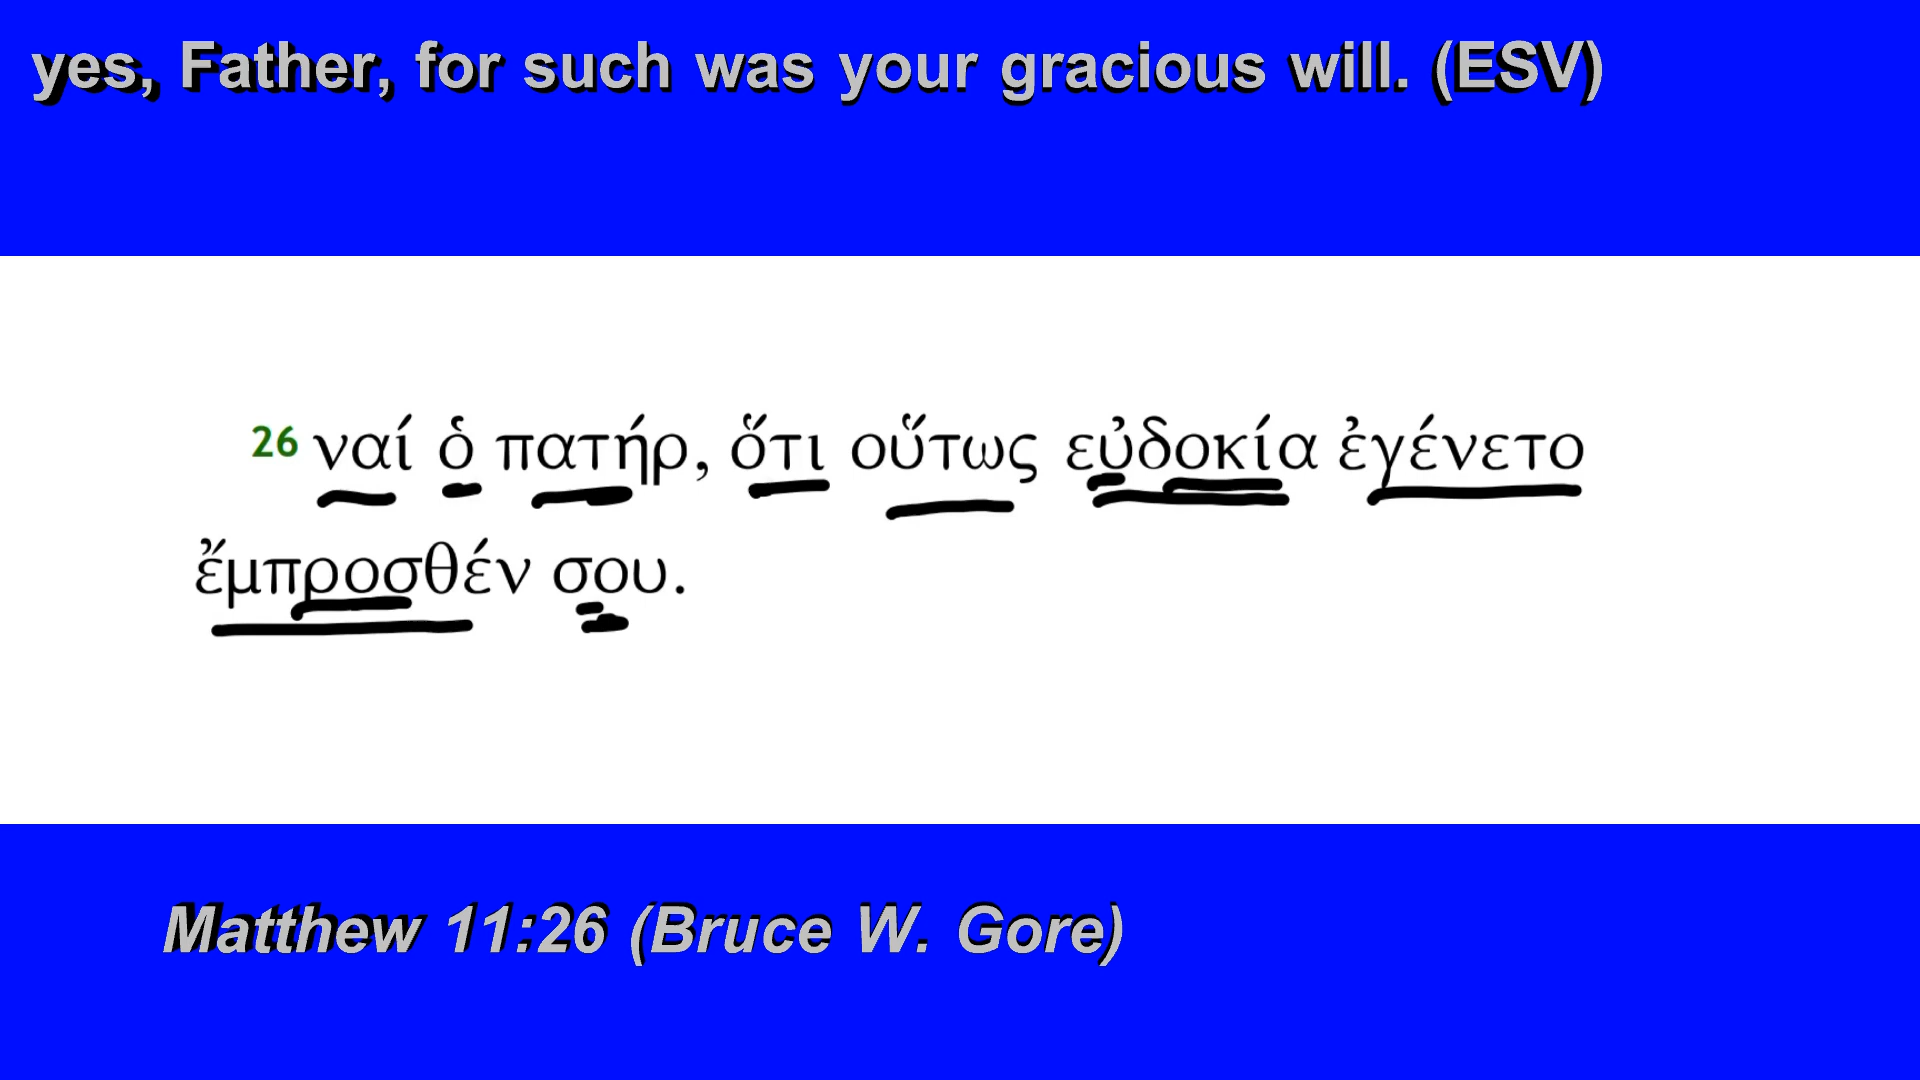 yes, Father, for such was your gracious will. (ESV)
26 ναί ὁ πατήρ, ὅτι οὕτως εὐδοκία ἐγένετο
ἔμπροσθέν σου.
Matthew 11:26 (Bruce W. Gore)